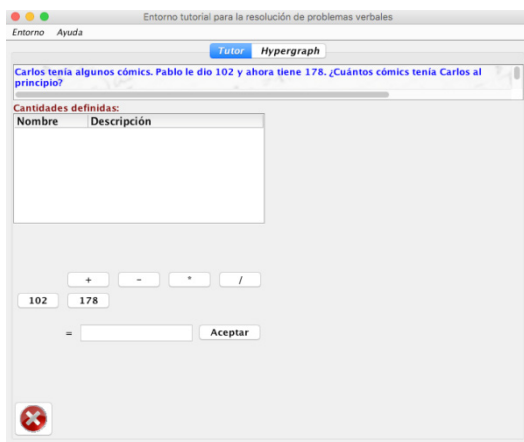 Entorno tutorial para la resolución de problemas verbales
Entorno Ayuda
Tutor Hypergraph
Carlos tenía algunos cómics. Pablo le dio 102 y ahora tiene 178. ¿Cuántos cómics tenía Carlos al
principio?
Cantidades definidas:
Nombre Descripción
+ - * /
102 178
= Aceptar